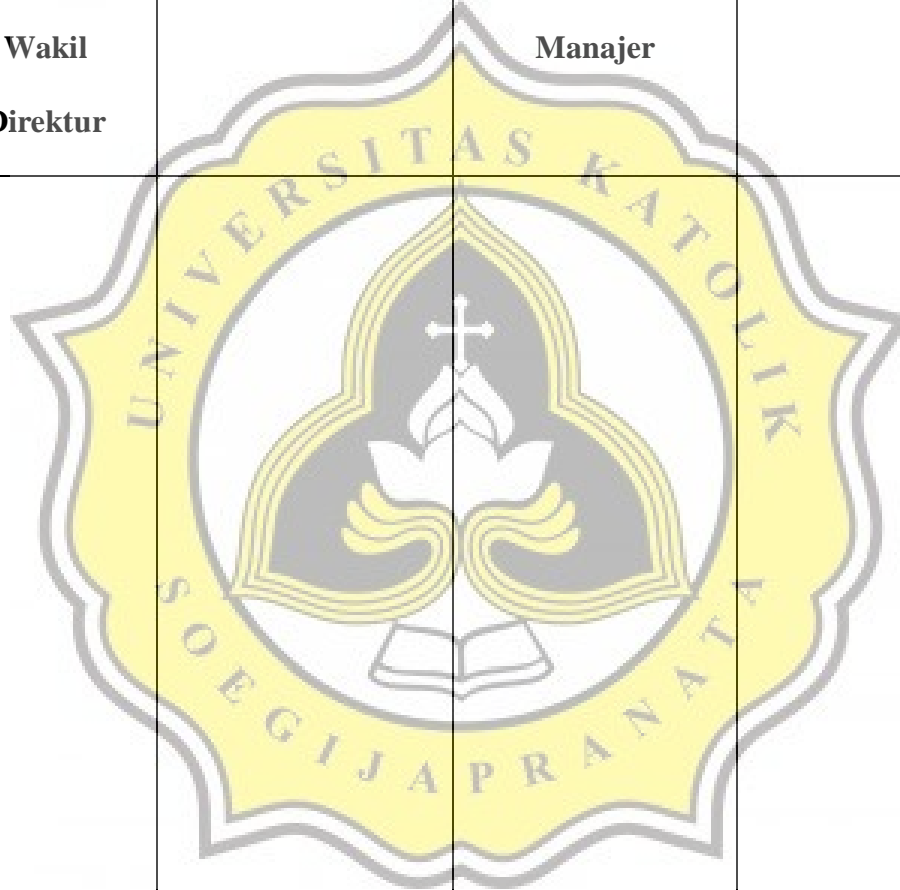 Wakil
Manajer
Direktur
UNIVERSITAS KATOLIK
SOEGIJAPRANATA